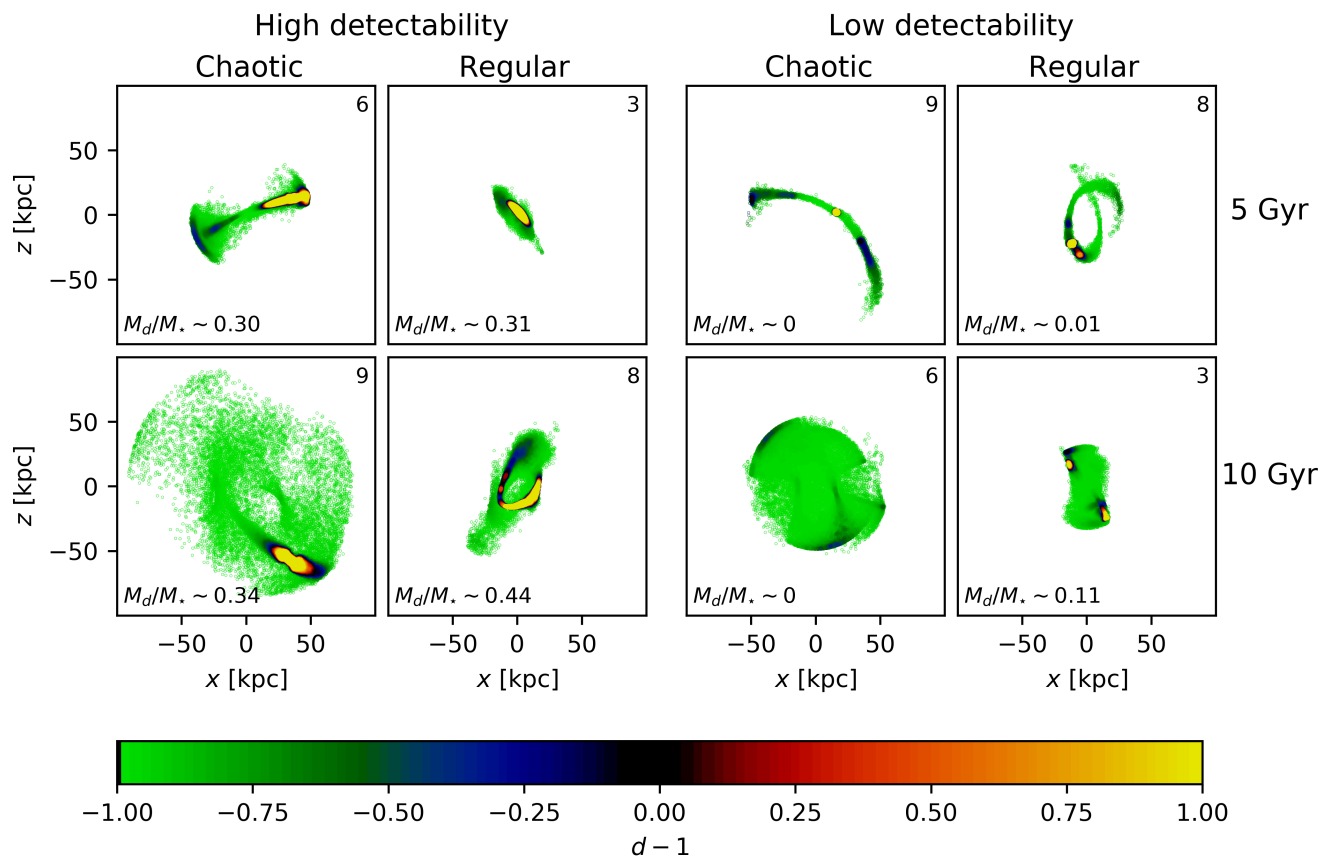 High detectability Low detectability
Chaotic Regular Chaotic Regular
6 3 9 8
50
0
−50
z [kpc]
5 Gyr
M_d/M_⋆ ∼ 0.30 M_d/M_⋆ ∼ 0.31 M_d/M_⋆ ∼ 0 M_d/M_⋆ ∼ 0.01
9 8 6 3
50
0
−50
z [kpc]
10 Gyr
M_d/M_⋆ ∼ 0.34 M_d/M_⋆ ∼ 0.44 M_d/M_⋆ ∼ 0 M_d/M_⋆ ∼ 0.11
−50 0 50 −50 0 50 −50 0 50 −50 0 50
x [kpc] x [kpc] x [kpc] x [kpc]
−1.00 −0.75 −0.50 −0.25 0.00 0.25 0.50 0.75 1.00
d − 1